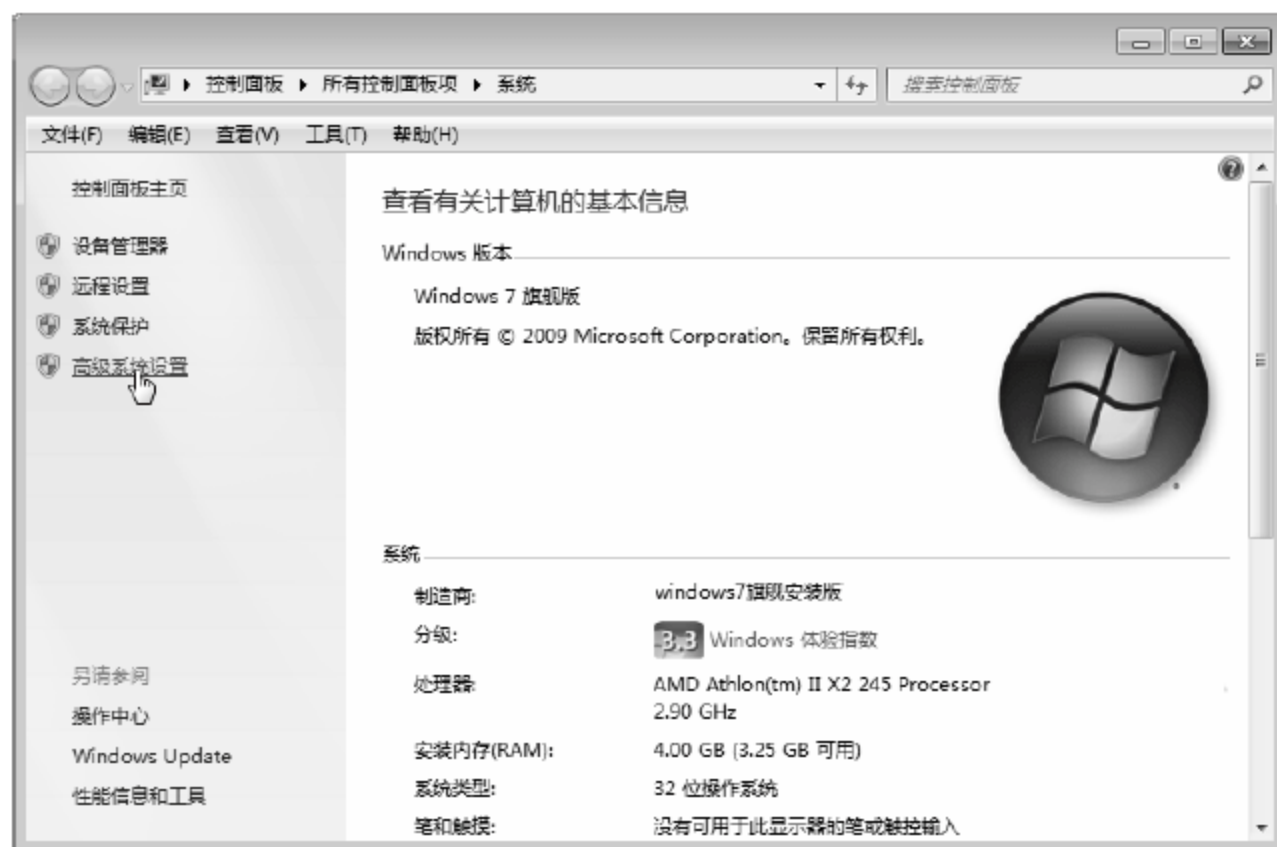 控制面板 ▸ 所有控制面板项 ▸ 系统
搜索控制面板
文件(F) 编辑(E) 查看(V) 工具(T) 帮助(H)
控制面板主页
设备管理器
远程设置
系统保护
高级系统设置
另请参阅
操作中心
Windows Update
性能信息和工具
查看有关计算机的基本信息
Windows 版本
Windows 7 旗舰版
版权所有 © 2009 Microsoft Corporation。保留所有权利。
系统
制造商: windows7旗舰安装版
分级: 3.3 Windows 体验指数
处理器: AMD Athlon(tm) II X2 245 Processor
2.90 GHz
安装内存(RAM): 4.00 GB (3.25 GB 可用)
系统类型: 32 位操作系统
笔和触摸: 没有可用于此显示器的笔或触控输入